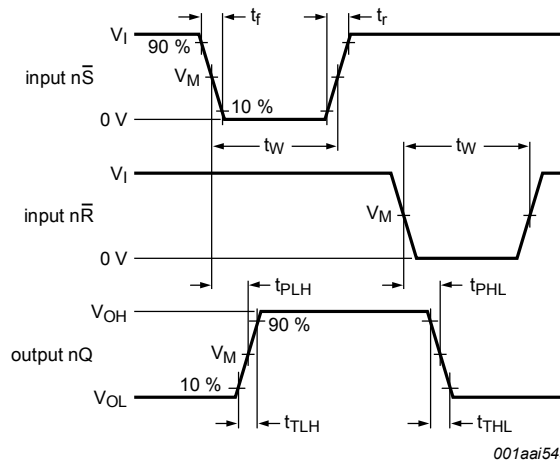 t_f t_r
V_I
90 %
input nS̅ V_M
10 %
0 V
t_W t_W
V_I
input nR̅ V_M
0 V
t_PLH t_PHL
V_OH
90 %
output nQ V_M
10 %
V_OL
t_TLH t_THL
001aai54